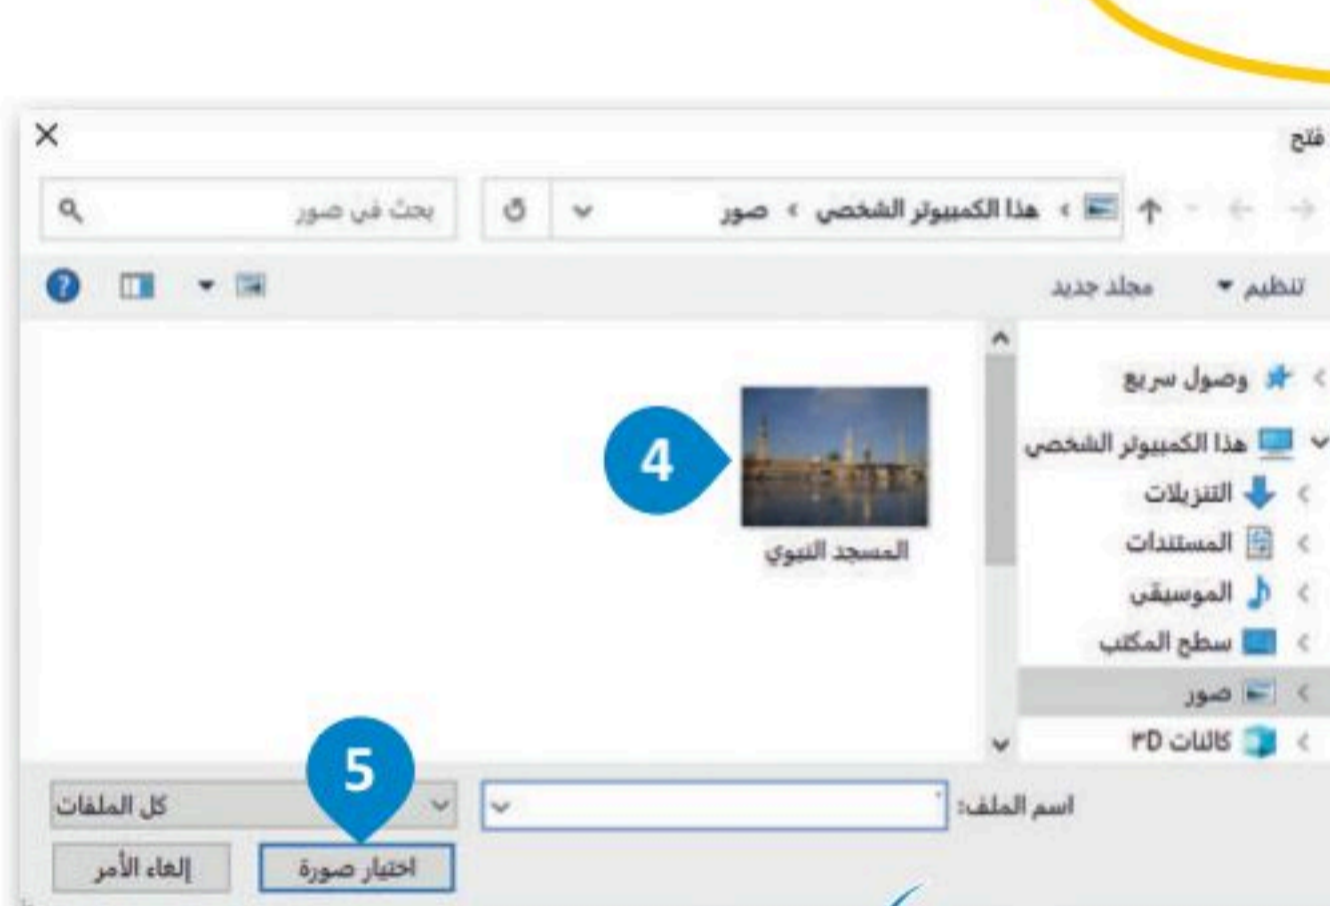 فتح
هذا الكمبيوتر الشخصي › صور
بحث في صور
تنظيم
مجلد جديد
وصول سريع
هذا الكمبيوتر الشخصي
التنزيلات
المستندات
الموسيقى
سطح المكتب
صور
كائنات ٣D
4
المسجد النبوي
اسم الملف:
كل الملفات
5
اختيار صورة
إلغاء الأمر